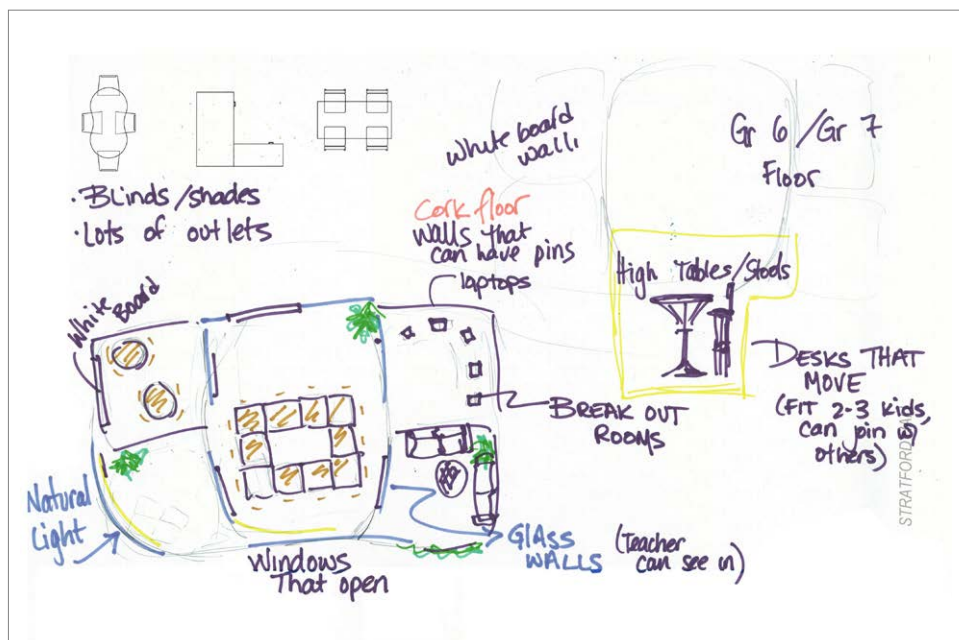 White board
walls
Gr 6 / Gr 7
Floor
· Blinds/shades
· Lots of outlets
Cork floor
walls that
can have pins
laptops
High Tables/Stools
White
Board
DESKS THAT
MOVE
(FIT 2-3 kids,
can join
others)
BREAK OUT
ROOMS
Natural
Light
GLASS
WALLS
(Teacher
can see in)
Windows
That open